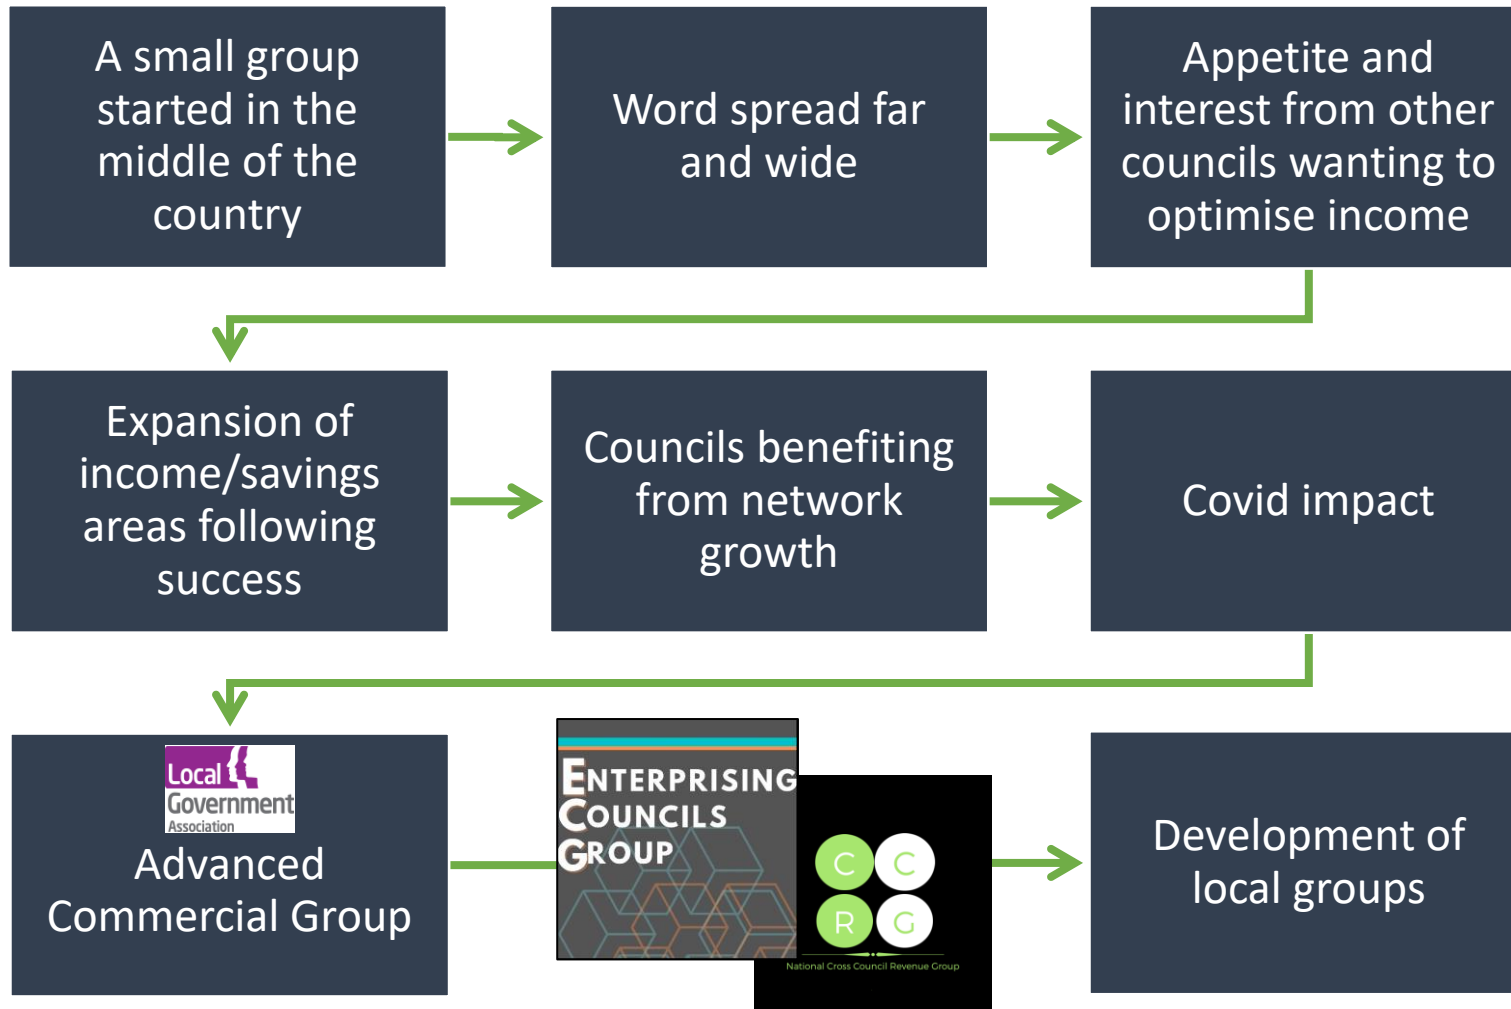 A small group
started in the
middle of the
country
Word spread far
and wide
Appetite and
interest from other
councils wanting to
optimise income
Expansion of
income/savings
areas following
success
Councils benefiting
from network
growth
Covid impact
Local
Government
Association
Advanced
Commercial Group
ENTERPRISING
COUNCILS
GROUP
C C
R G
National Cross Council Revenue Group
Development of
local groups